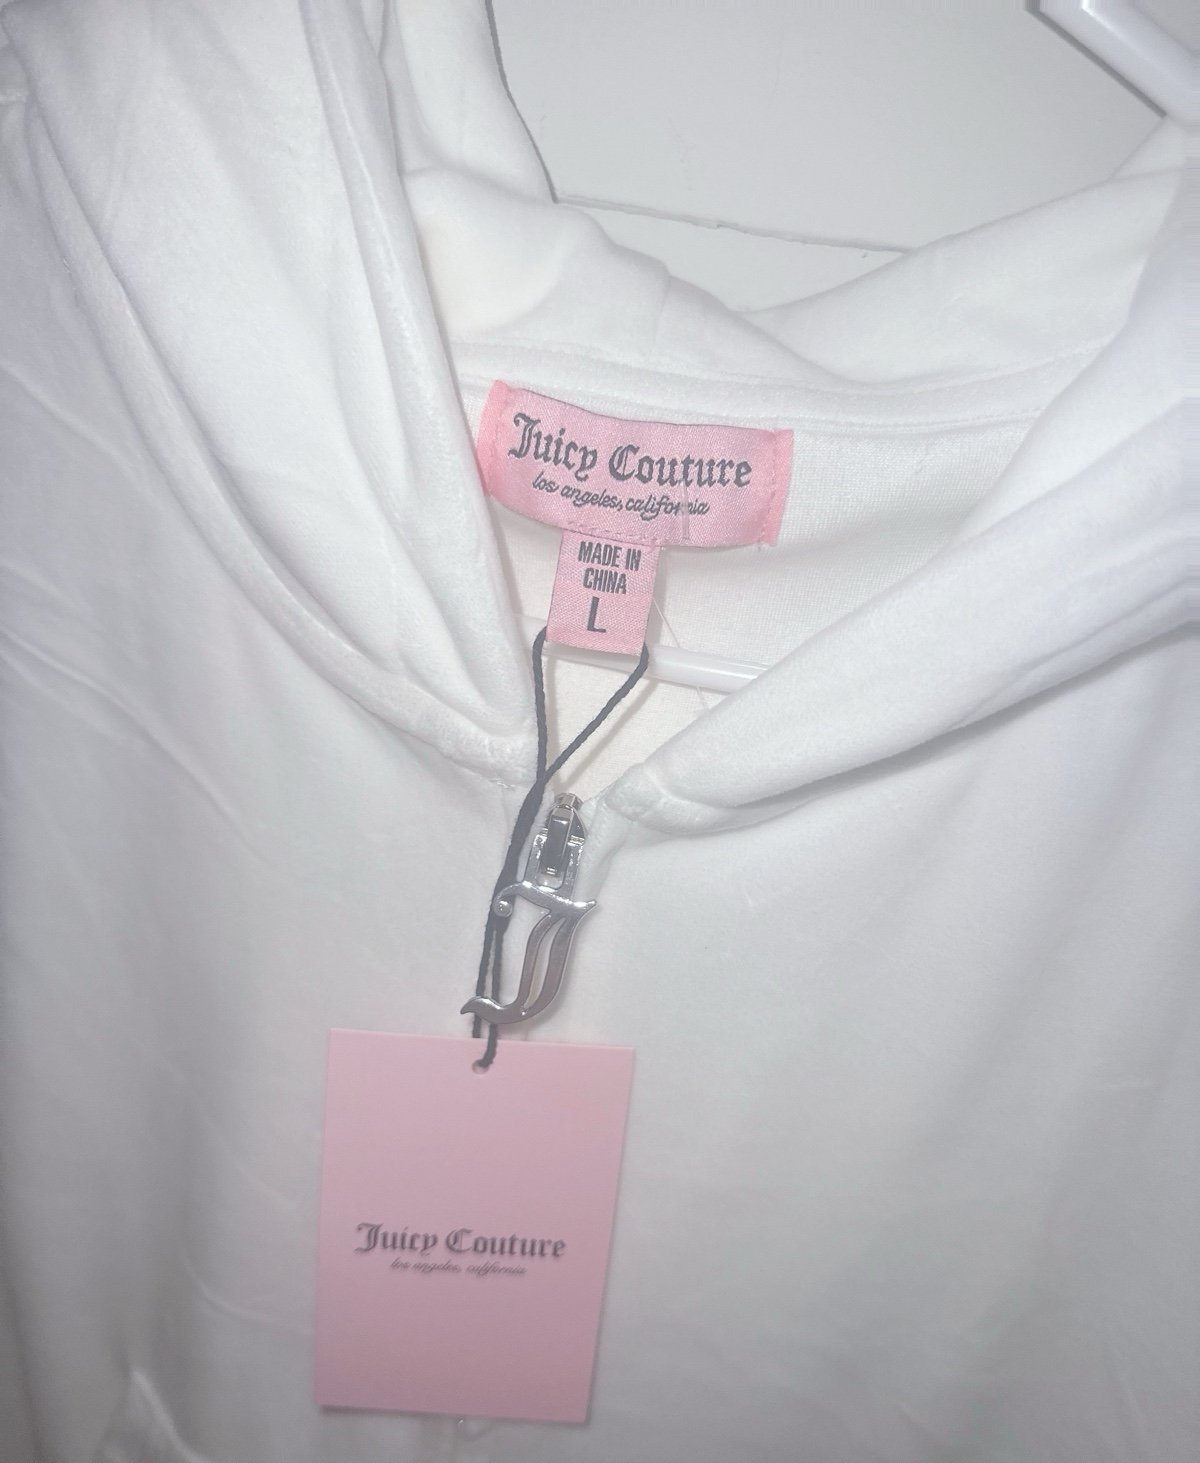 Juicy Couture
los angeles, california
MADE IN
CHINA
L
Juicy Couture
los angeles, california